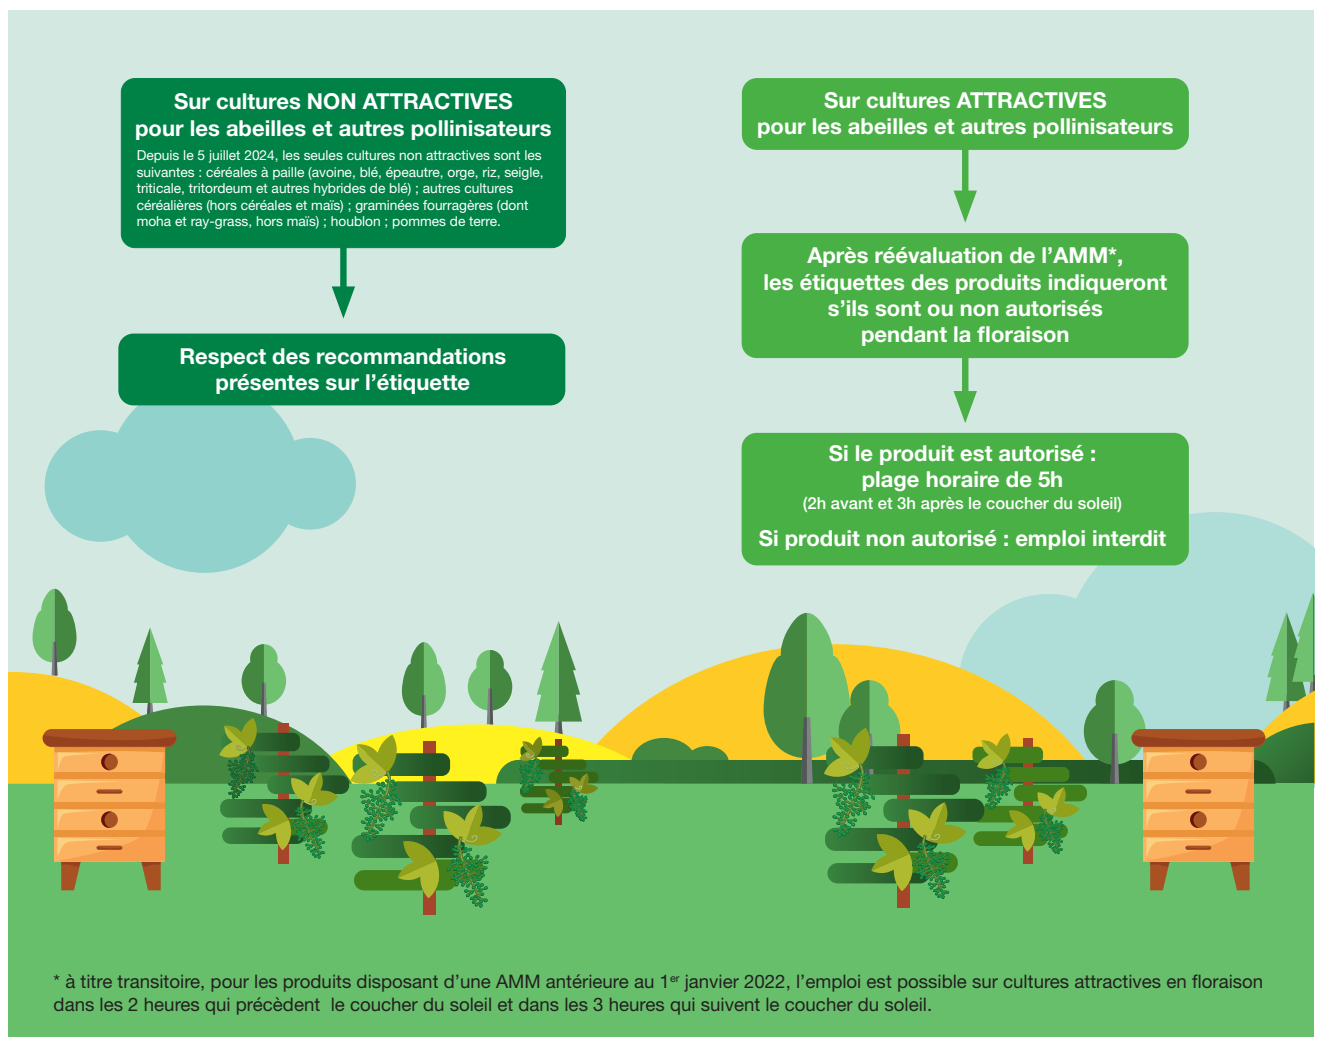 Sur cultures NON ATTRACTIVES
pour les abeilles et autres pollinisateurs
Depuis le 5 juillet 2024, les seules cultures non attractives sont les
suivantes : céréales à paille (avoine, blé, épeautre, orge, riz, seigle,
triticale, tritordeum et autres hybrides de blé) ; autres cultures
céréalières (hors céréales et maïs) ; graminées fourragères (dont
moha et ray-grass, hors maïs) ; houblon ; pommes de terre.
Respect des recommandations
présentes sur l’étiquette
Sur cultures ATTRACTIVES
pour les abeilles et autres pollinisateurs
Après réévaluation de l’AMM*,
les étiquettes des produits indiqueront
s’ils sont ou non autorisés
pendant la floraison
Si le produit est autorisé :
plage horaire de 5h
(2h avant et 3h après le coucher du soleil)
Si produit non autorisé : emploi interdit
* à titre transitoire, pour les produits disposant d’une AMM antérieure au 1er janvier 2022, l’emploi est possible sur cultures attractives en floraison
dans les 2 heures qui précèdent le coucher du soleil et dans les 3 heures qui suivent le coucher du soleil.